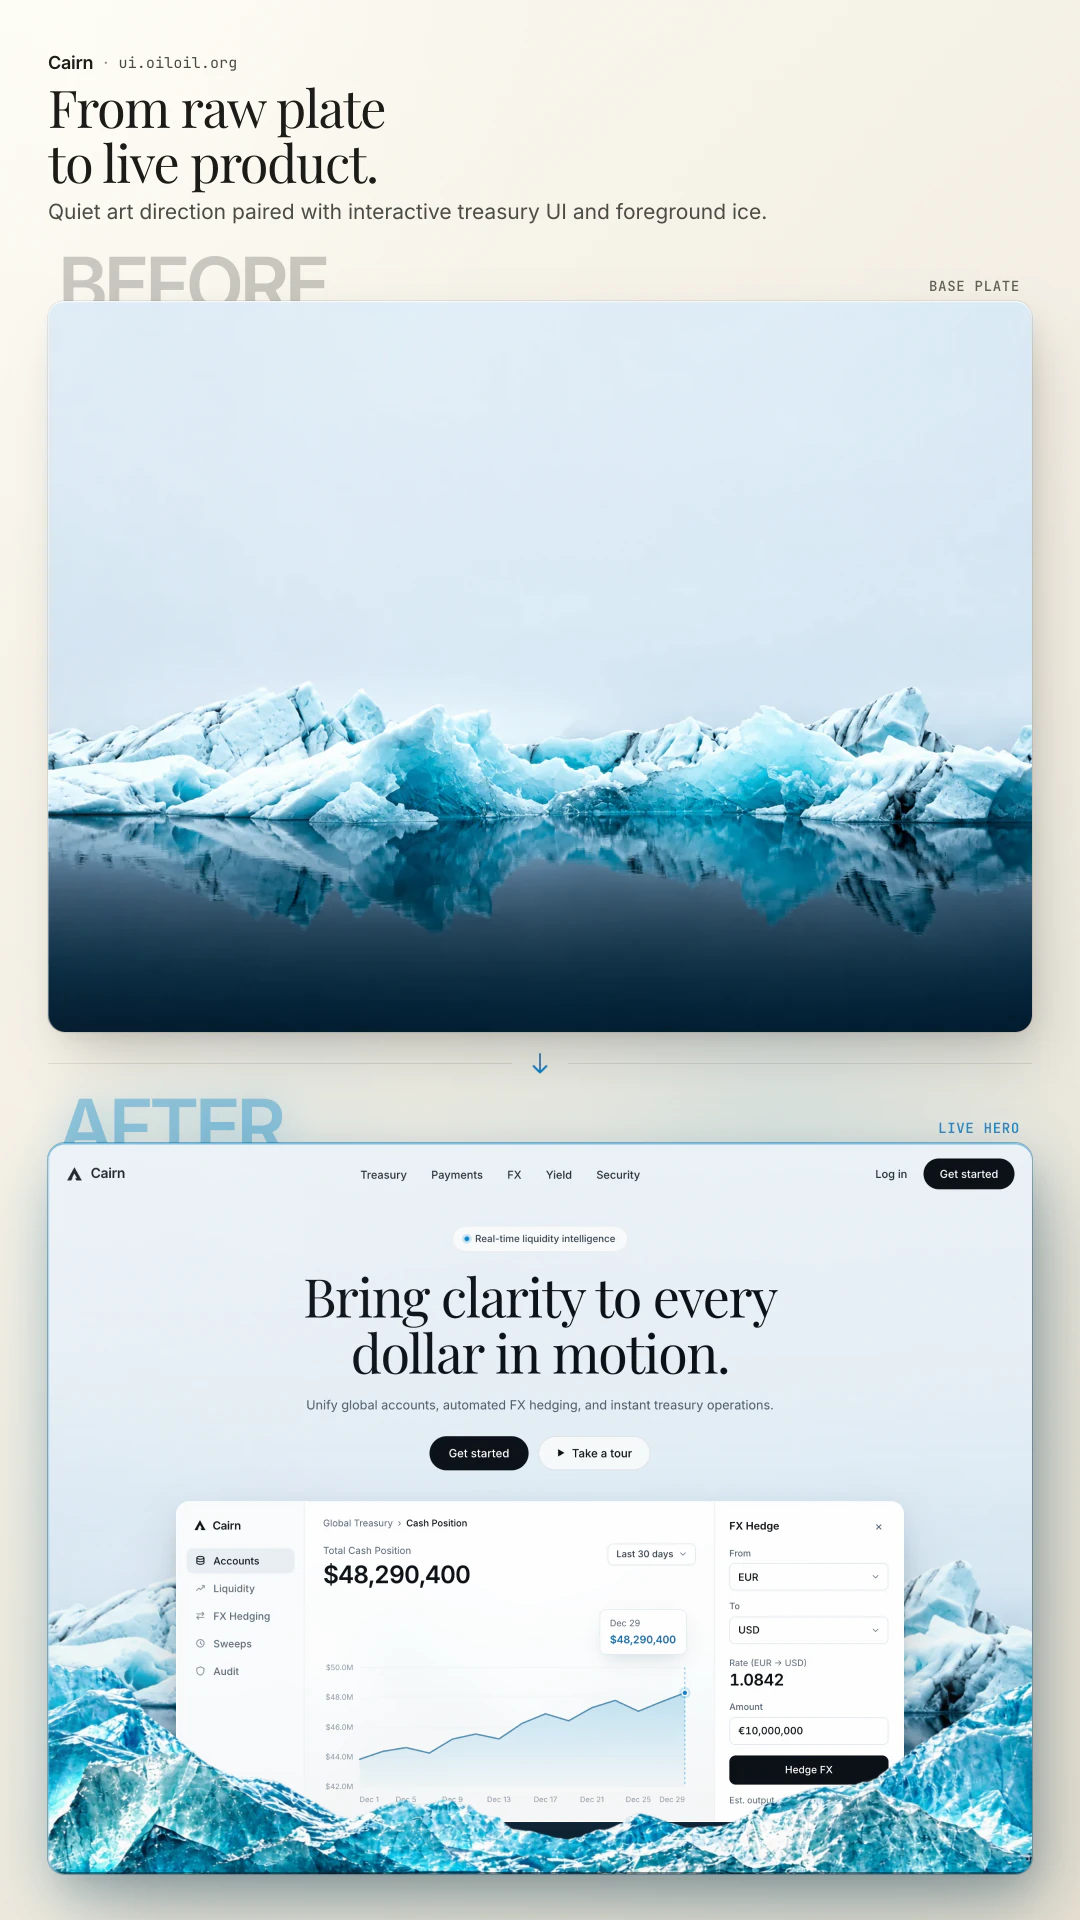 Cairn · ui.oiloil.org
From raw plate
to live product.
Quiet art direction paired with interactive treasury UI and foreground ice.
BEFORE
BASE PLATE
AFTER
LIVE HERO
Cairn
Treasury Payments FX Yield Security
Log in Get started
Real-time liquidity intelligence
Bring clarity to every
dollar in motion.
Unify global accounts, automated FX hedging, and instant treasury operations.
Get started Take a tour
Cairn
Accounts
Liquidity
FX Hedging
Sweeps
Audit
Global Treasury › Cash Position
Total Cash Position
$48,290,400
Last 30 days
Dec 29
$48,290,400
$50.0M
$48.0M
$46.0M
$44.0M
$42.0M
Dec 1 Dec 5 Dec 9 Dec 13 Dec 17 Dec 21 Dec 25 Dec 29
FX Hedge ×
From
EUR
To
USD
Rate (EUR → USD)
1.0842
Amount
€10,000,000
Hedge FX
Est. output